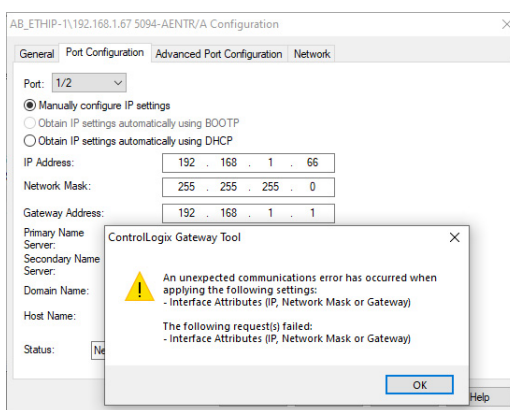 AB_ETHIP-1\192.168.1.67 5094-AENTR/A Configuration
General Port Configuration Advanced Port Configuration Network
Port: 1/2
Manually configure IP settings
Obtain IP settings automatically using BOOTP
Obtain IP settings automatically using DHCP
IP Address: 192 . 168 . 1 . 66
Network Mask: 255 . 255 . 255 . 0
Gateway Address: 192 . 168 . 1 . 1
Primary Name
Server:
Secondary Name
Server:
Domain Name:
Host Name:
Status: Ne
ControlLogix Gateway Tool
An unexpected communications error has occurred when
applying the following settings:
- Interface Attributes (IP, Network Mask or Gateway)
The following request(s) failed:
- Interface Attributes (IP, Network Mask or Gateway)
OK
Help